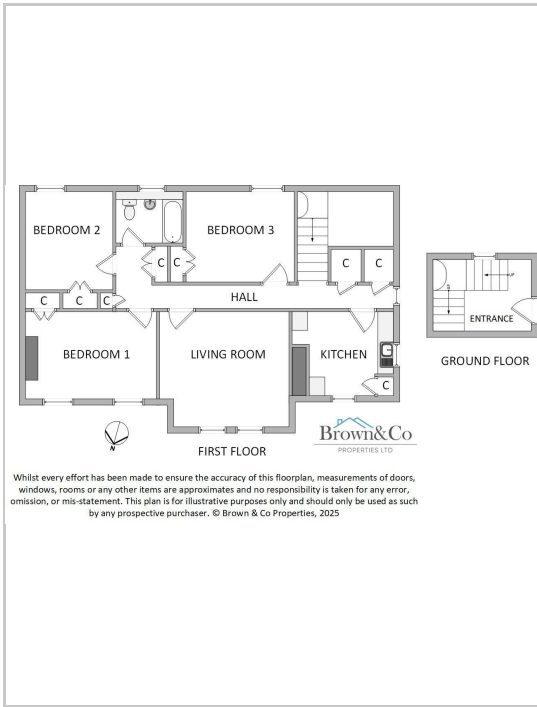 BEDROOM 2
BEDROOM 3
C
C
C
C
C
C
C
HALL
UP
UP
ENTRANCE
BEDROOM 1
LIVING ROOM
KITCHEN
C
GROUND FLOOR
N
FIRST FLOOR
Brown&Co
PROPERTIES LTD
Whilst every effort has been made to ensure the accuracy of this floorplan, measurements of doors,
windows, rooms or any other items are approximates and no responsibility is taken for any error,
omission, or mis-statement. This plan is for illustrative purposes only and should only be used as such
by any prospective purchaser. © Brown & Co Properties, 2025